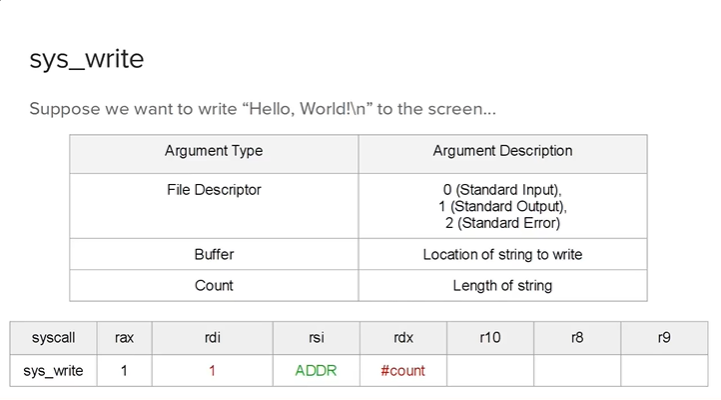 sys_write
Suppose we want to write “Hello, World!\n” to the screen...
Argument Type Argument Description
File Descriptor 0 (Standard Input),
1 (Standard Output),
2 (Standard Error)
Buffer Location of string to write
Count Length of string
syscall rax rdi rsi rdx r10 r8 r9
sys_write 1 1 ADDR #count